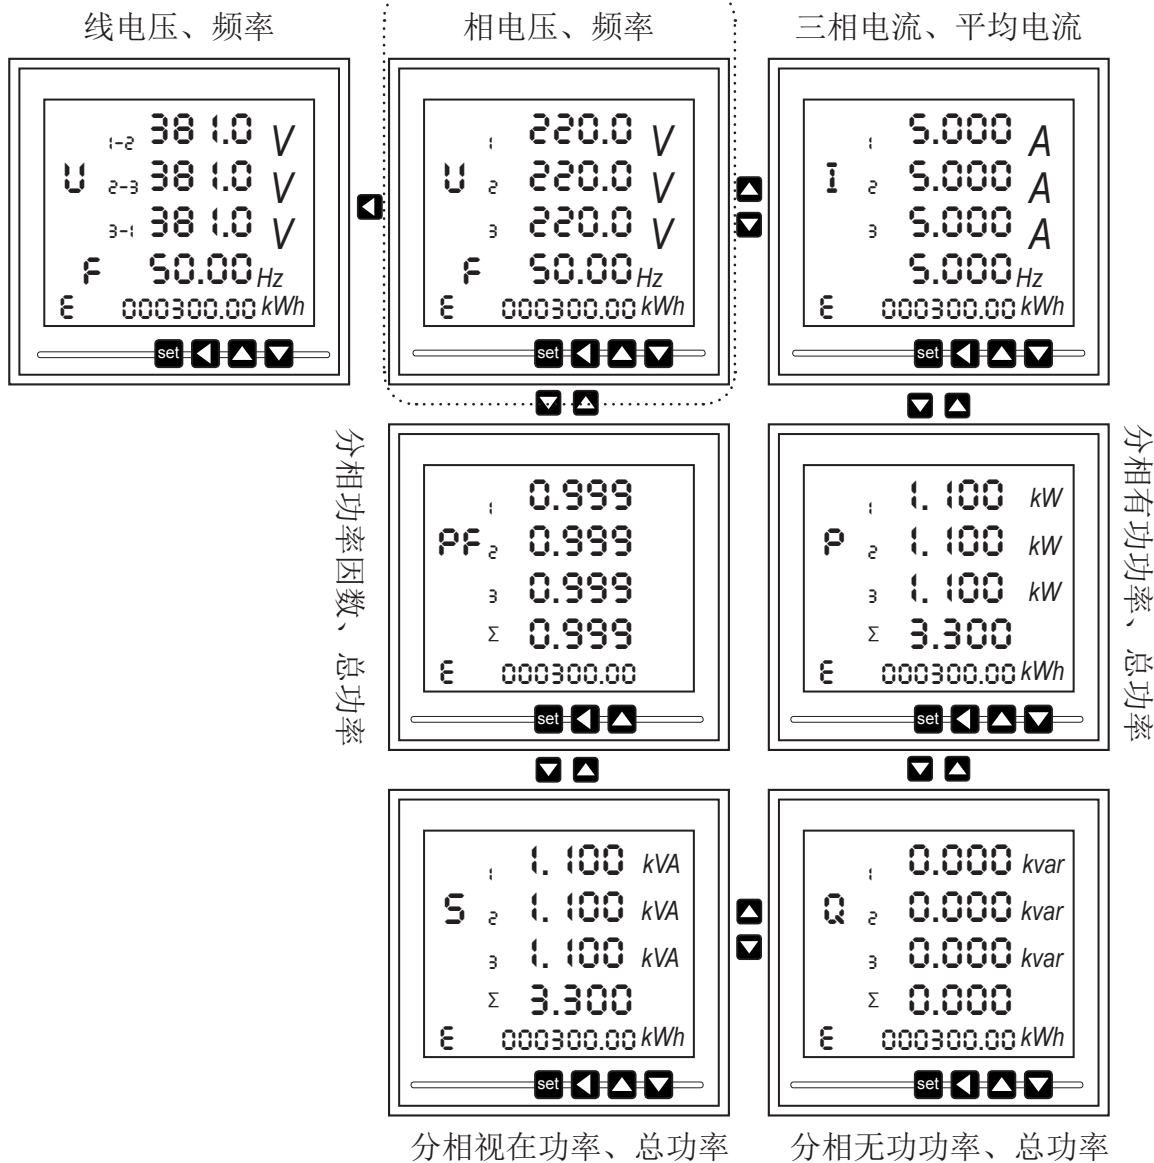 线电压、频率
1-2 381.0 V
U 2-3 381.0 V
3-1 381.0 V
F 50.00 Hz
E 000300.00 kWh
set
相电压、频率
1 220.0 V
U 2 220.0 V
3 220.0 V
F 50.00 Hz
E 000300.00 kWh
set
三相电流、平均电流
1 5.000 A
I 2 5.000 A
3 5.000 A
5.000 Hz
E 000300.00 kWh
set
分相功率因数、总功率
1 0.999
PF 2 0.999
3 0.999
Σ 0.999
E 000300.00
set
分相有功功率、总功率
1 1.100 kW
P 2 1.100 kW
3 1.100 kW
Σ 3.300
E 000300.00 kWh
set
1 1.100 kVA
S 2 1.100 kVA
3 1.100 kVA
Σ 3.300
E 000300.00 kWh
set
分相视在功率、总功率
1 0.000 kvar
Q 2 0.000 kvar
3 0.000 kvar
Σ 0.000
E 000300.00 kWh
set
分相无功功率、总功率